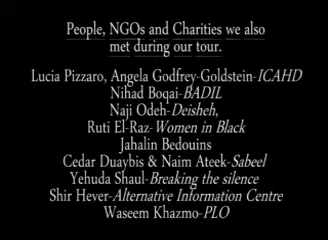 People, NGOs and Charities we also
met during our tour.
Lucia Pizzaro, Angela Godfrey-Goldstein-ICAHD
Nihad Boqai-BADIL
Naji Odeh-Deisheh,
Ruti El-Raz-Women in Black
Jahalin Bedouins
Cedar Duaybis & Naim Ateek-Sabeel
Yehuda Shaul-Breaking the silence
Shir Hever-Alternative Information Centre
Waseem Khazmo-PLO